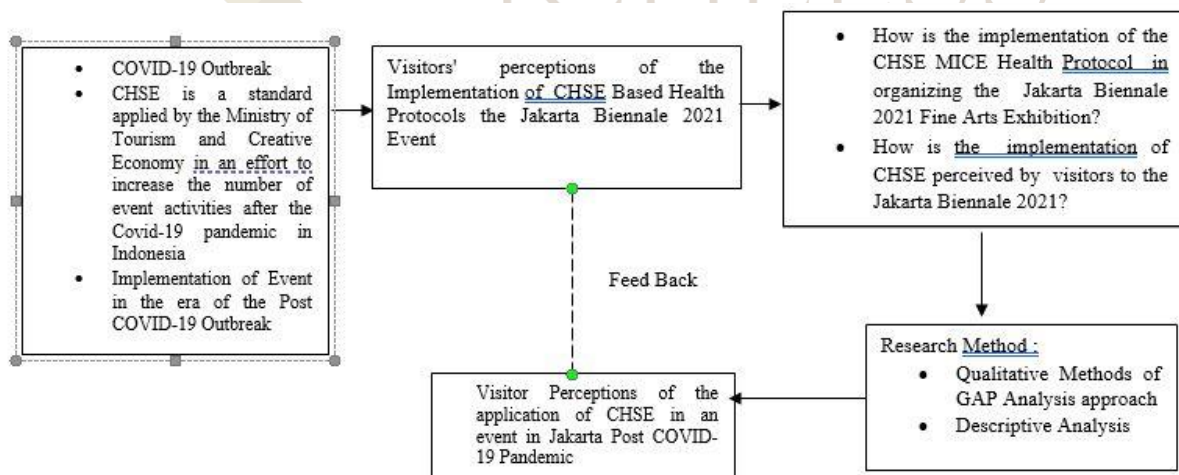 • COVID-19 Outbreak
• CHSE is a
standard
applied by the Ministry of
Tourism and Creative
Economy in an effort to
increase the number of
event activities after the
Covid-19 pandemic in
Indonesia
• Implementation of Event
in the era of the Post
COVID-19 Outbreak
Visitors' perceptions of the
Implementation of CHSE Based Health
Protocols the Jakarta Biennale 2021
Event
• How is the implementation of the
CHSE MICE Health Protocol in
organizing the Jakarta Biennale
2021 Fine Arts Exhibition?
• How is the implementation of
CHSE perceived by visitors to the
Jakarta Biennale 2021?
Feed Back
Research Method :
• Qualitative Methods of
GAP Analysis approach
• Descriptive Analysis
Visitor Perceptions of the
application of CHSE in an
event in Jakarta Post COVID-
19 Pandemic